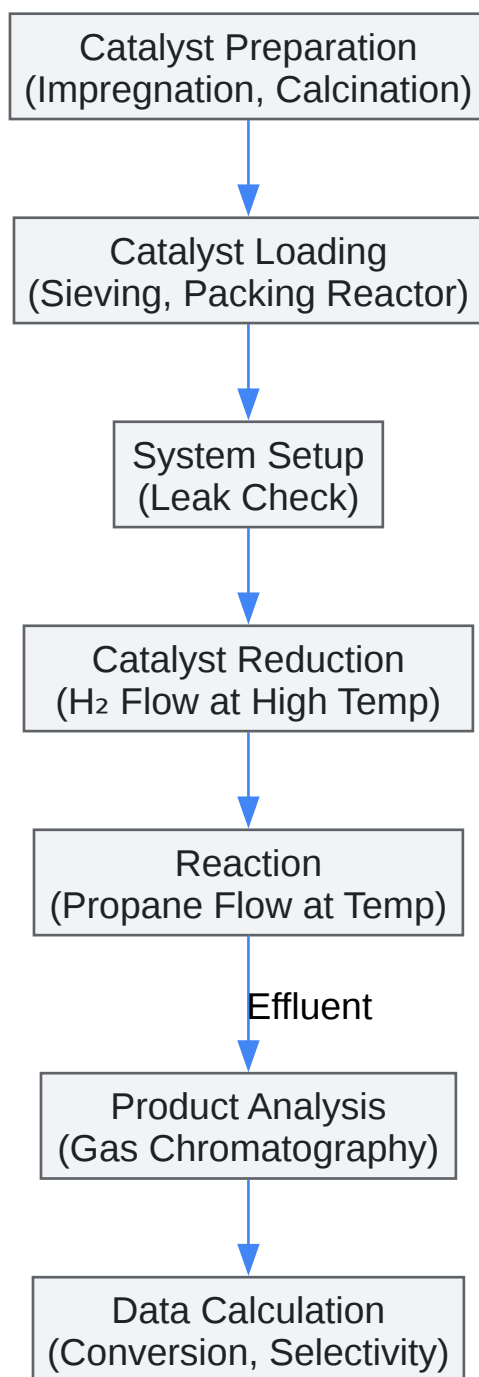 Catalyst Preparation
(Impregnation, Calcination)
Catalyst Loading
(Sieving, Packing Reactor)
System Setup
(Leak Check)
Catalyst Reduction
(H₂ Flow at High Temp)
Reaction
(Propane Flow at Temp)
Effluent
Product Analysis
(Gas Chromatography)
Data Calculation
(Conversion, Selectivity)